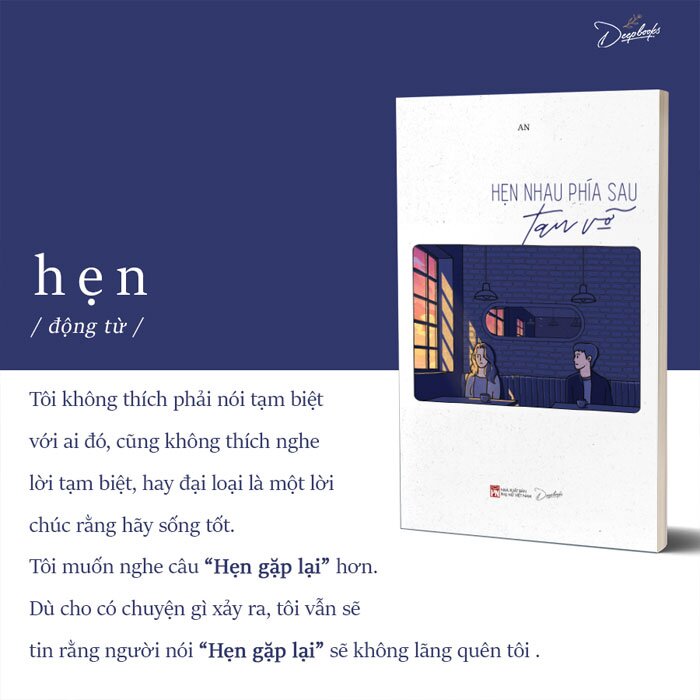 Deepbooks
AN
HẸN NHAU PHÍA SAU
tan vỡ
hẹn
/ động từ /
Tôi không thích phải nói tạm biệt
với ai đó, cũng không thích nghe
lời tạm biệt, hay đại loại là một lời
chúc rằng hãy sống tốt.
Tôi muốn nghe câu “Hẹn gặp lại” hơn.
Dù cho có chuyện gì xảy ra, tôi vẫn sẽ
tin rằng người nói “Hẹn gặp lại” sẽ không lãng quên tôi .
NHÀ XUẤT BẢN
PHỤ NỮ VIỆT NAM
Deepbooks